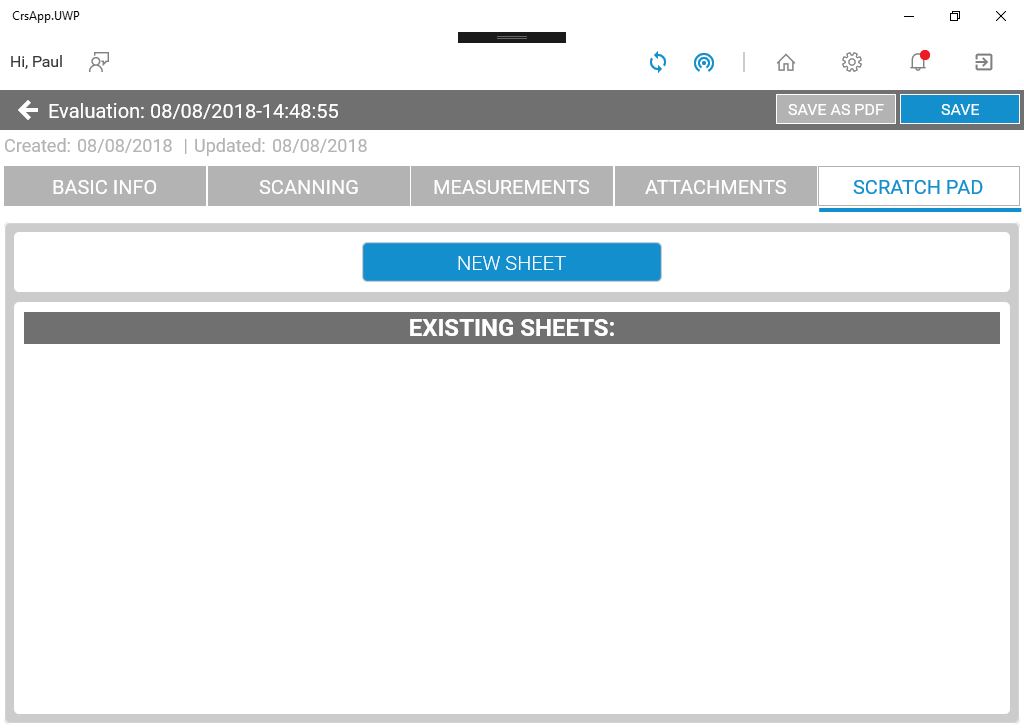 CrsApp.UWP
Hi, Paul
Evaluation: 08/08/2018-14:48:55
SAVE AS PDF
SAVE
Created: 08/08/2018 | Updated: 08/08/2018
BASIC INFO
SCANNING
MEASUREMENTS
ATTACHMENTS
SCRATCH PAD
NEW SHEET
EXISTING SHEETS: